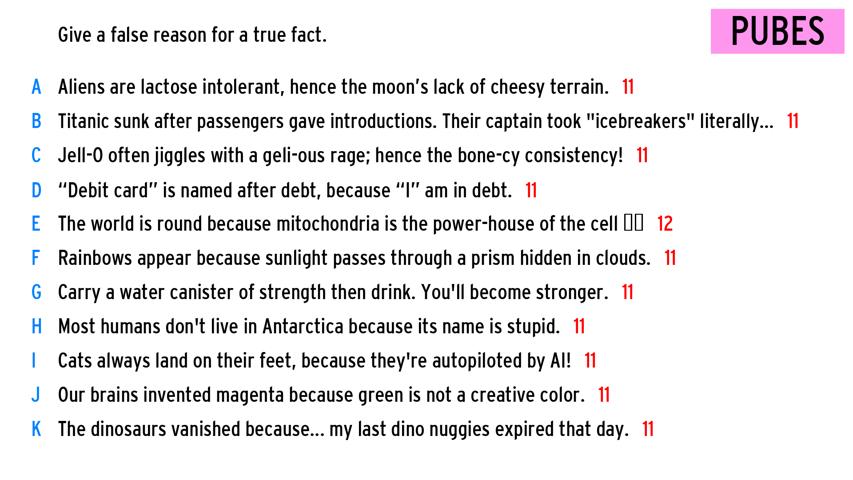 Give a false reason for a true fact.
PUBES
A Aliens are lactose intolerant, hence the moon's lack of cheesy terrain. 11
B Titanic sunk after passengers gave introductions. Their captain took "icebreakers" literally... 11
C Jell-O often jiggles with a geli-ous rage; hence the bone-cy consistency! 11
D “Debit card” is named after debt, because “I” am in debt. 11
E The world is round because mitochondria is the power-house of the cell 12
F Rainbows appear because sunlight passes through a prism hidden in clouds. 11
G Carry a water canister of strength then drink. You'll become stronger. 11
H Most humans don't live in Antarctica because its name is stupid. 11
I Cats always land on their feet, because they're autopiloted by AI! 11
J Our brains invented magenta because green is not a creative color. 11
K The dinosaurs vanished because... my last dino nuggies expired that day. 11